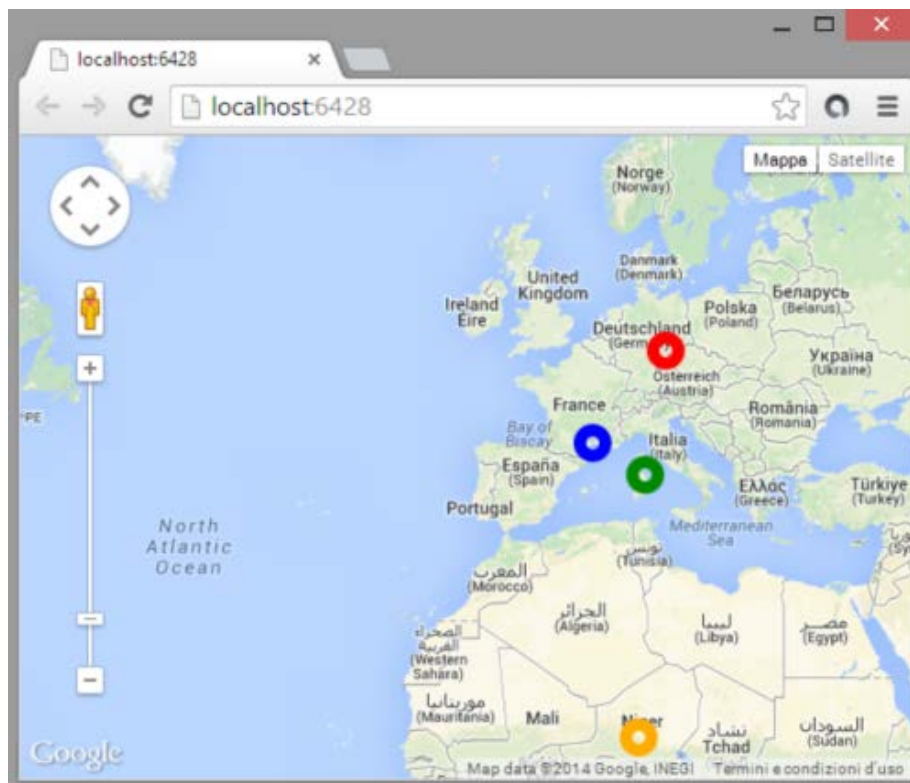 localhost:6428
localhost:6428
Mappa
Satellite
Norge
(Norway)
Danmark
(Denmark)
United
Kingdom
Ireland
Éire
Беларусь
(Belarus)
Polska
(Poland)
Deutschland
Україна
(Ukraine)
Österreich
(Austria)
France
România
(Romania)
Bay of
Biscay
Italia
(Italy)
España
(Spain)
Ελλάς
(Greece)
Türkiye
(Turkey)
Portugal
North
Atlantic
Ocean
Mediterranean
Sea
تونس
(Tunisia)
المغرب
(Morocco)
الجزائر
(Algeria)
ليبيا
(Libya)
مصر
(Egypt)
الصحراء
الغربية
(Western
Sahara)
موريتانيا
(Mauritania)
Mali
Niger
تشاد
Tchad
السودان
(Sudan)
Google
Map data ©2014 Google, INEGI
Termini e condizioni d'uso